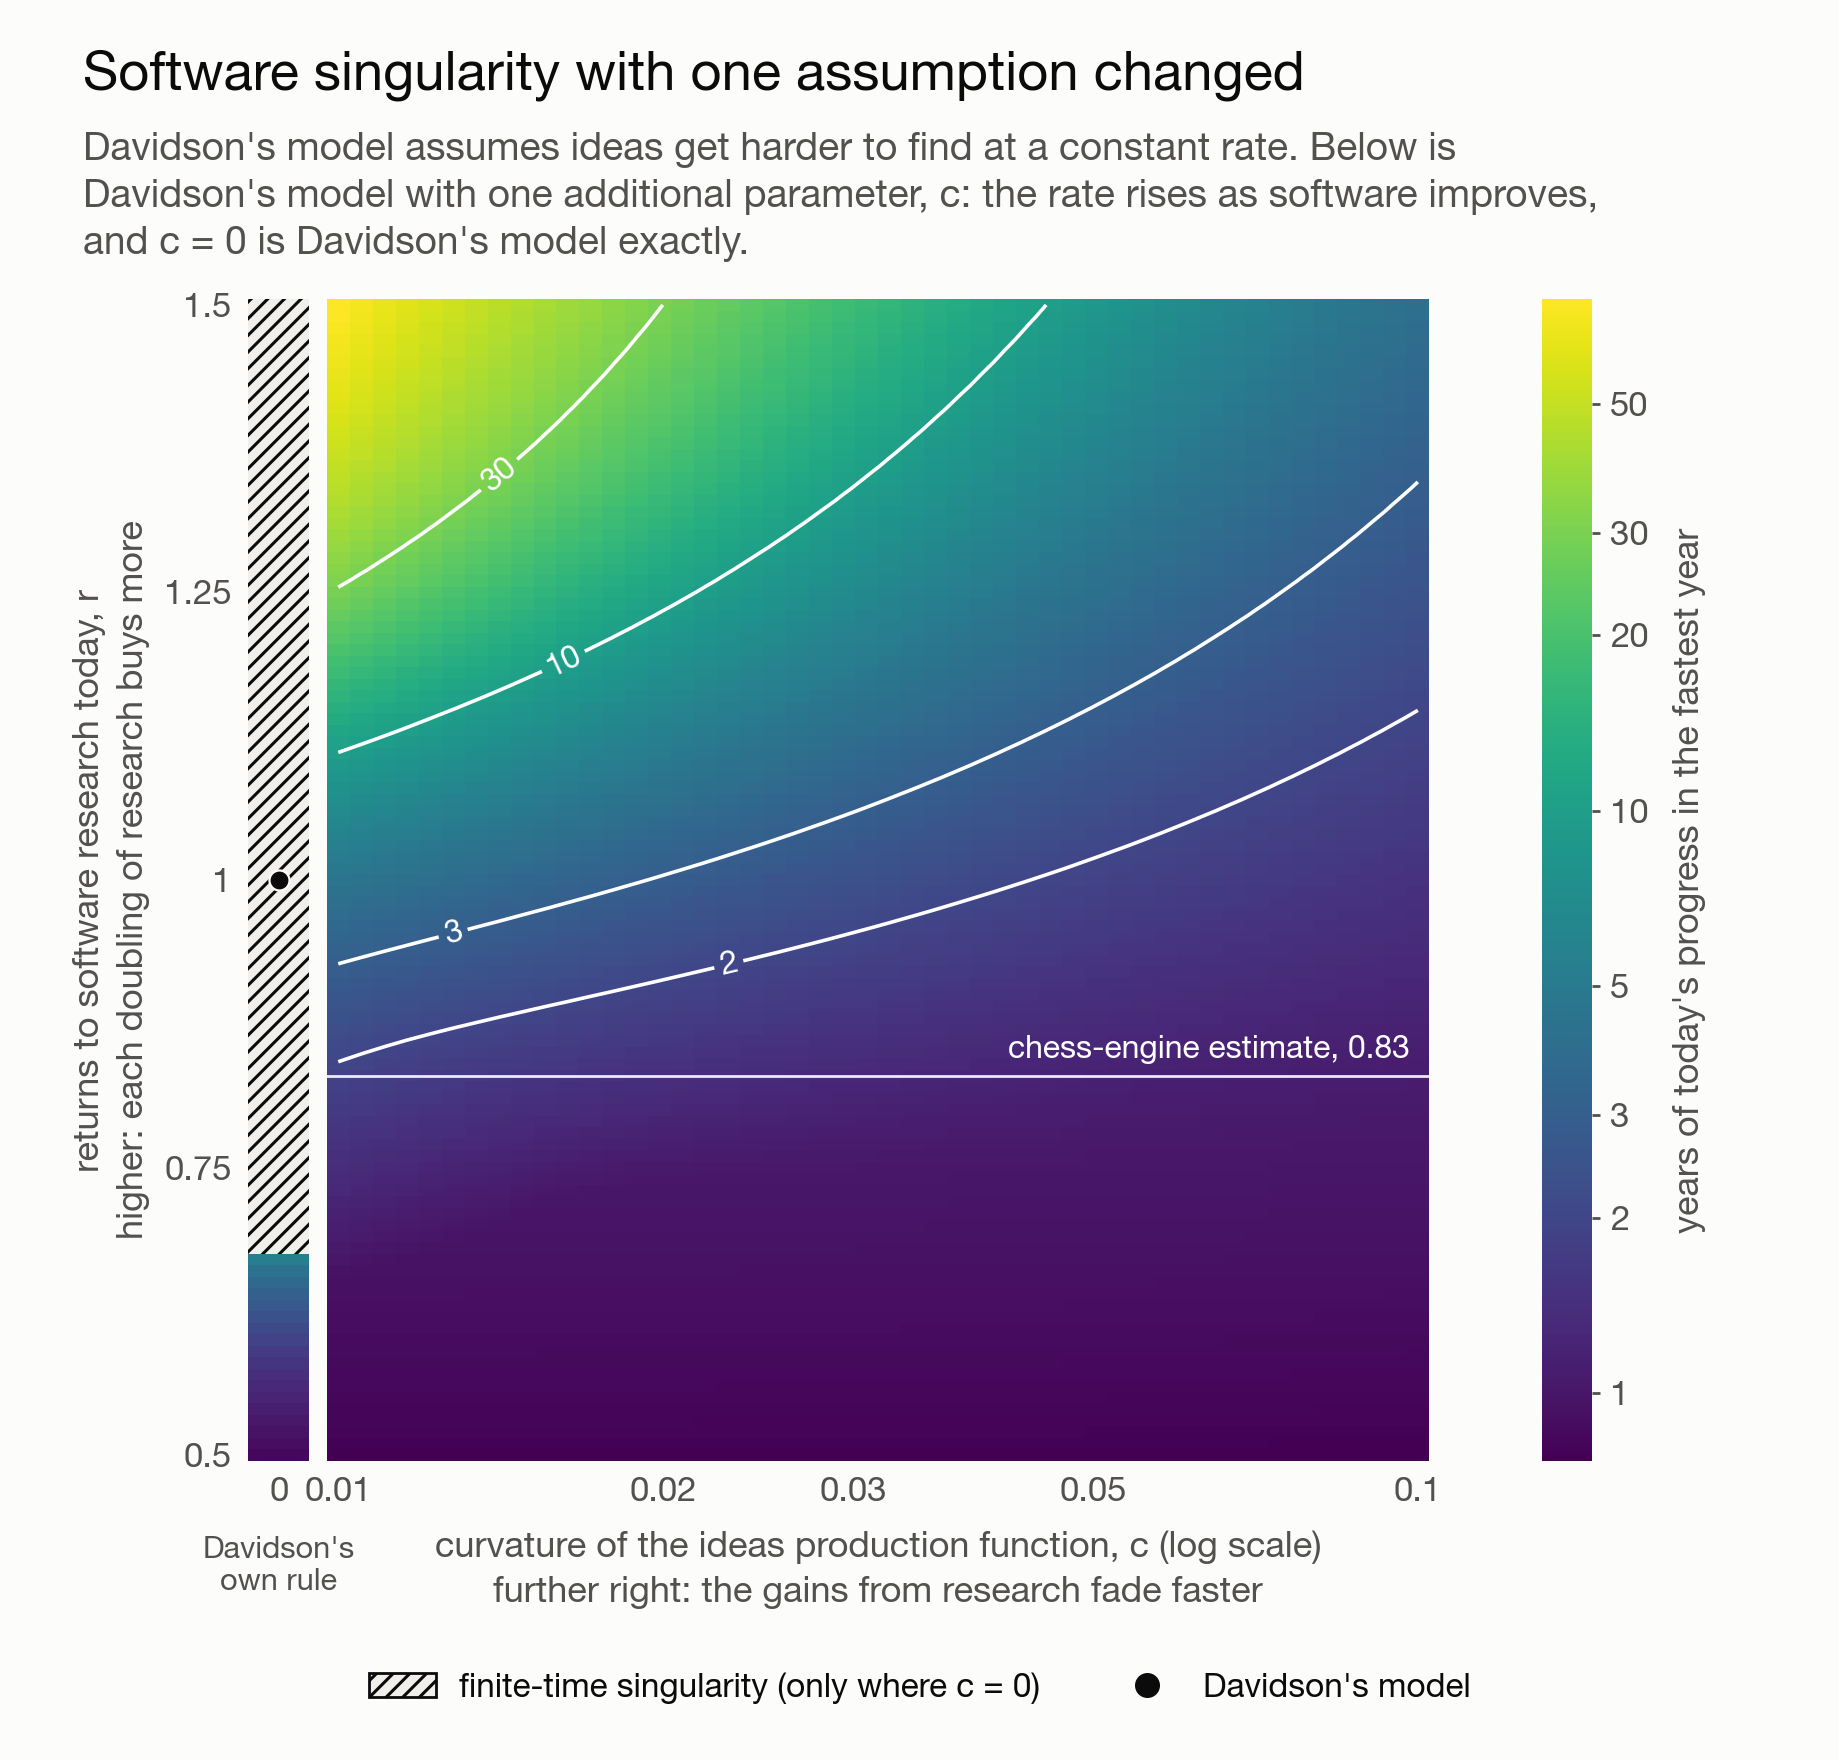 Software singularity with one assumption changed
Davidson's model assumes ideas get harder to find at a constant rate. Below is
Davidson's model with one additional parameter, c: the rate rises as software improves,
and c = 0 is Davidson's model exactly.
returns to software research today, r
higher: each doubling of research buys more
1.5
1.25
1
0.75
0.5
30
10
3
2
chess-engine estimate, 0.83
50
30
20
10
5
3
2
1
years of today's progress in the fastest year
0
0.01
0.02
0.03
0.05
0.1
Davidson's
own rule
curvature of the ideas production function, c (log scale)
further right: the gains from research fade faster
finite-time singularity (only where c = 0)
Davidson's model